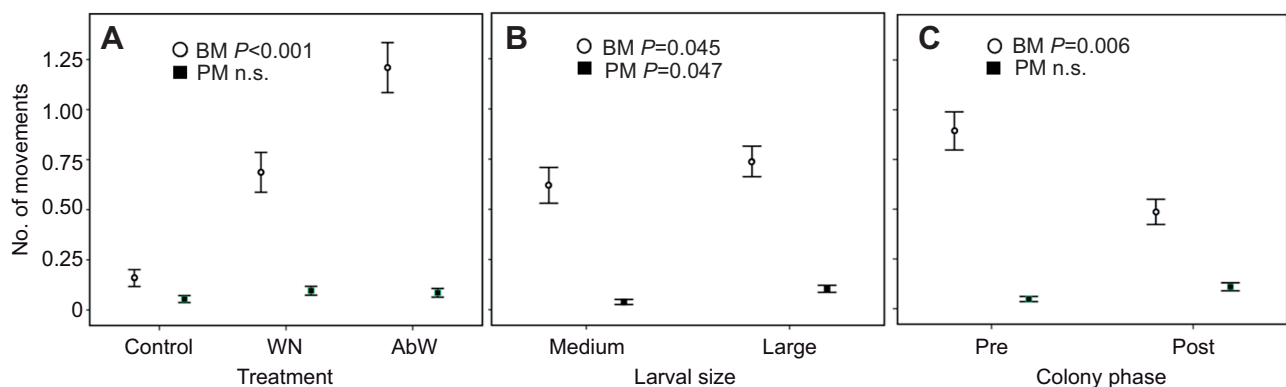 A
BM P<0.001
PM n.s.
B
BM P=0.045
PM P=0.047
C
BM P=0.006
PM n.s.
No. of movements
1.25
1.00
0.75
0.50
0.25
0
Control WN AbW
Treatment
Medium Large
Larval size
Pre Post
Colony phase